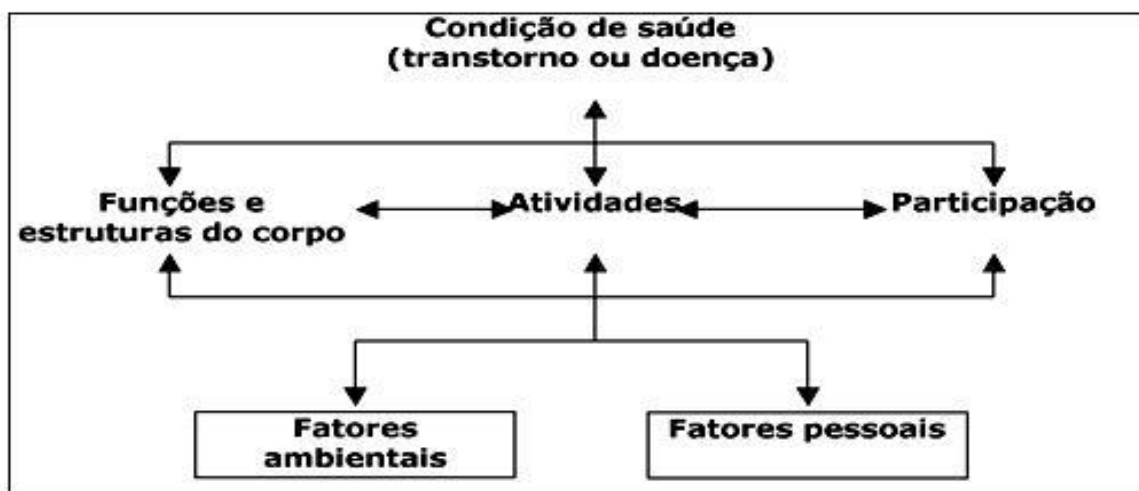 Condição de saúde
(transtorno ou doença)
Funções e
estruturas do corpo
Atividades
Participação
Fatores
ambientais
Fatores pessoais